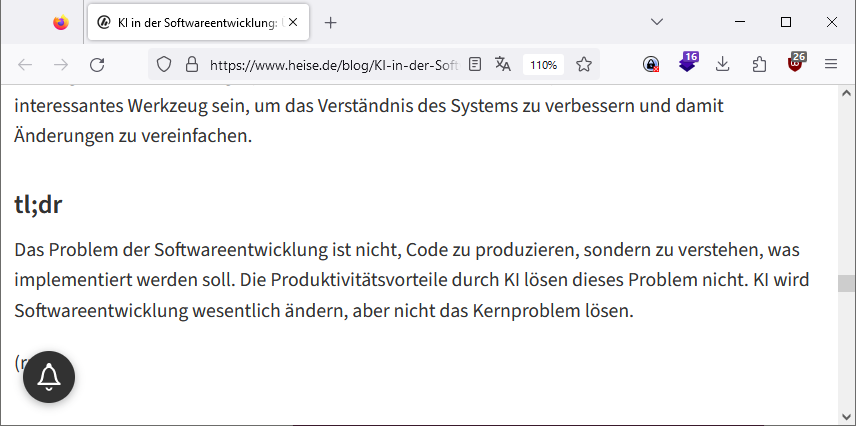 KI in der Softwareentwicklung:
https://www.heise.de/blog/KI-in-der-Soft
110%
16
26
interessantes Werkzeug sein, um das Verständnis des Systems zu verbessern und damit
Änderungen zu vereinfachen.
tl;dr
Das Problem der Softwareentwicklung ist nicht, Code zu produzieren, sondern zu verstehen, was
implementiert werden soll. Die Produktivitätsvorteile durch KI lösen dieses Problem nicht. KI wird
Softwareentwicklung wesentlich ändern, aber nicht das Kernproblem lösen.